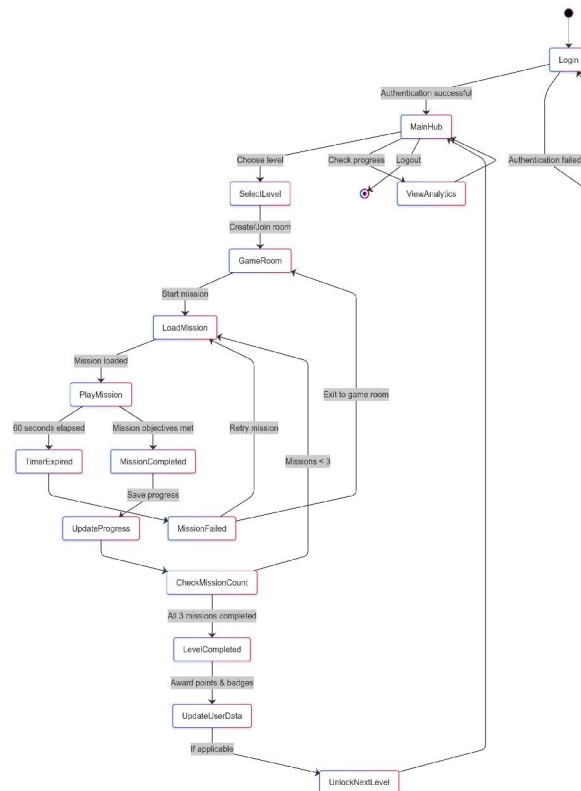 Login
Authentication successful
MainHub
Choose level
Check progress
Logout
Authentication failed
SelectLevel
ViewAnalytics
Create/Join room
GameRoom
Start mission
LoadMission
Mission loaded
Exit to game room
PlayMission
60 seconds elapsed
Mission objectives met
Retry mission
TimerExpired
MissionCompleted
Missions < 3
Save progress
UpdateProgress
MissionFailed
CheckMissionCount
All 3 missions completed
LevelCompleted
Award points & badges
UpdateUserData
If applicable
UnlockNextLevel